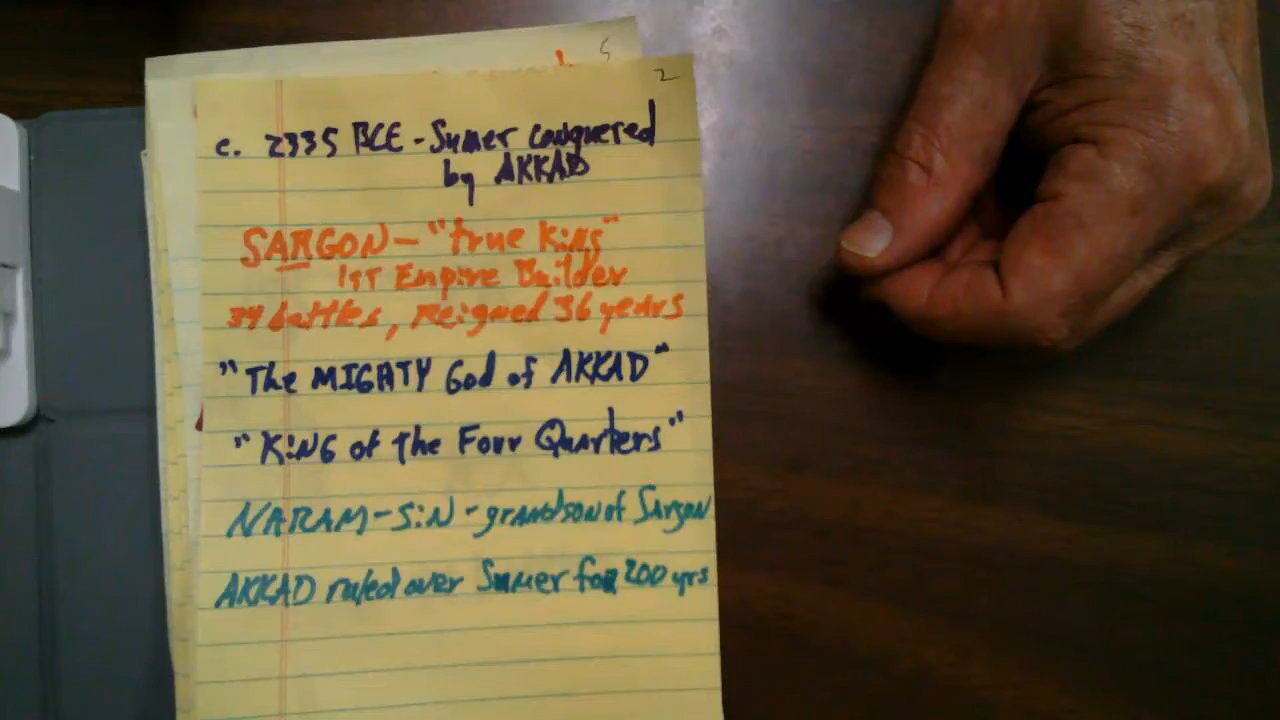 2
c. 2335 BCE - Sumer conquered
by AKKAD
SARGON - "true King"
1ST Empire Builder
34 battles, Reigned 36 years
"The MIGHTY God of AKKAD"
"KiNG of the Four Quarters"
NARAM-SiN - grandson of Sargon
AKKAD ruled over Sumer for 200 yrs